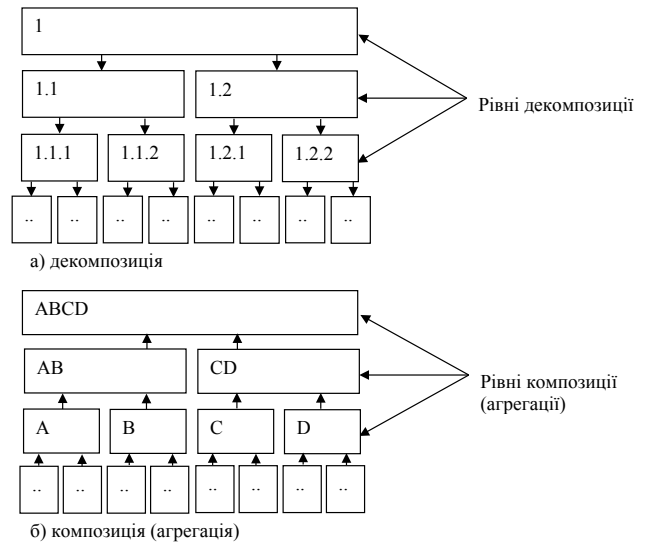 1
1.1 1.2
Рівні декомпозиції
1.1.1 1.1.2 1.2.1 1.2.2
.. .. .. .. .. .. .. ..
а) декомпозиція
ABCD
AB CD
Рівні композиції
(агрегації)
A B C D
.. .. .. .. .. .. .. ..
б) композиція (агрегація)